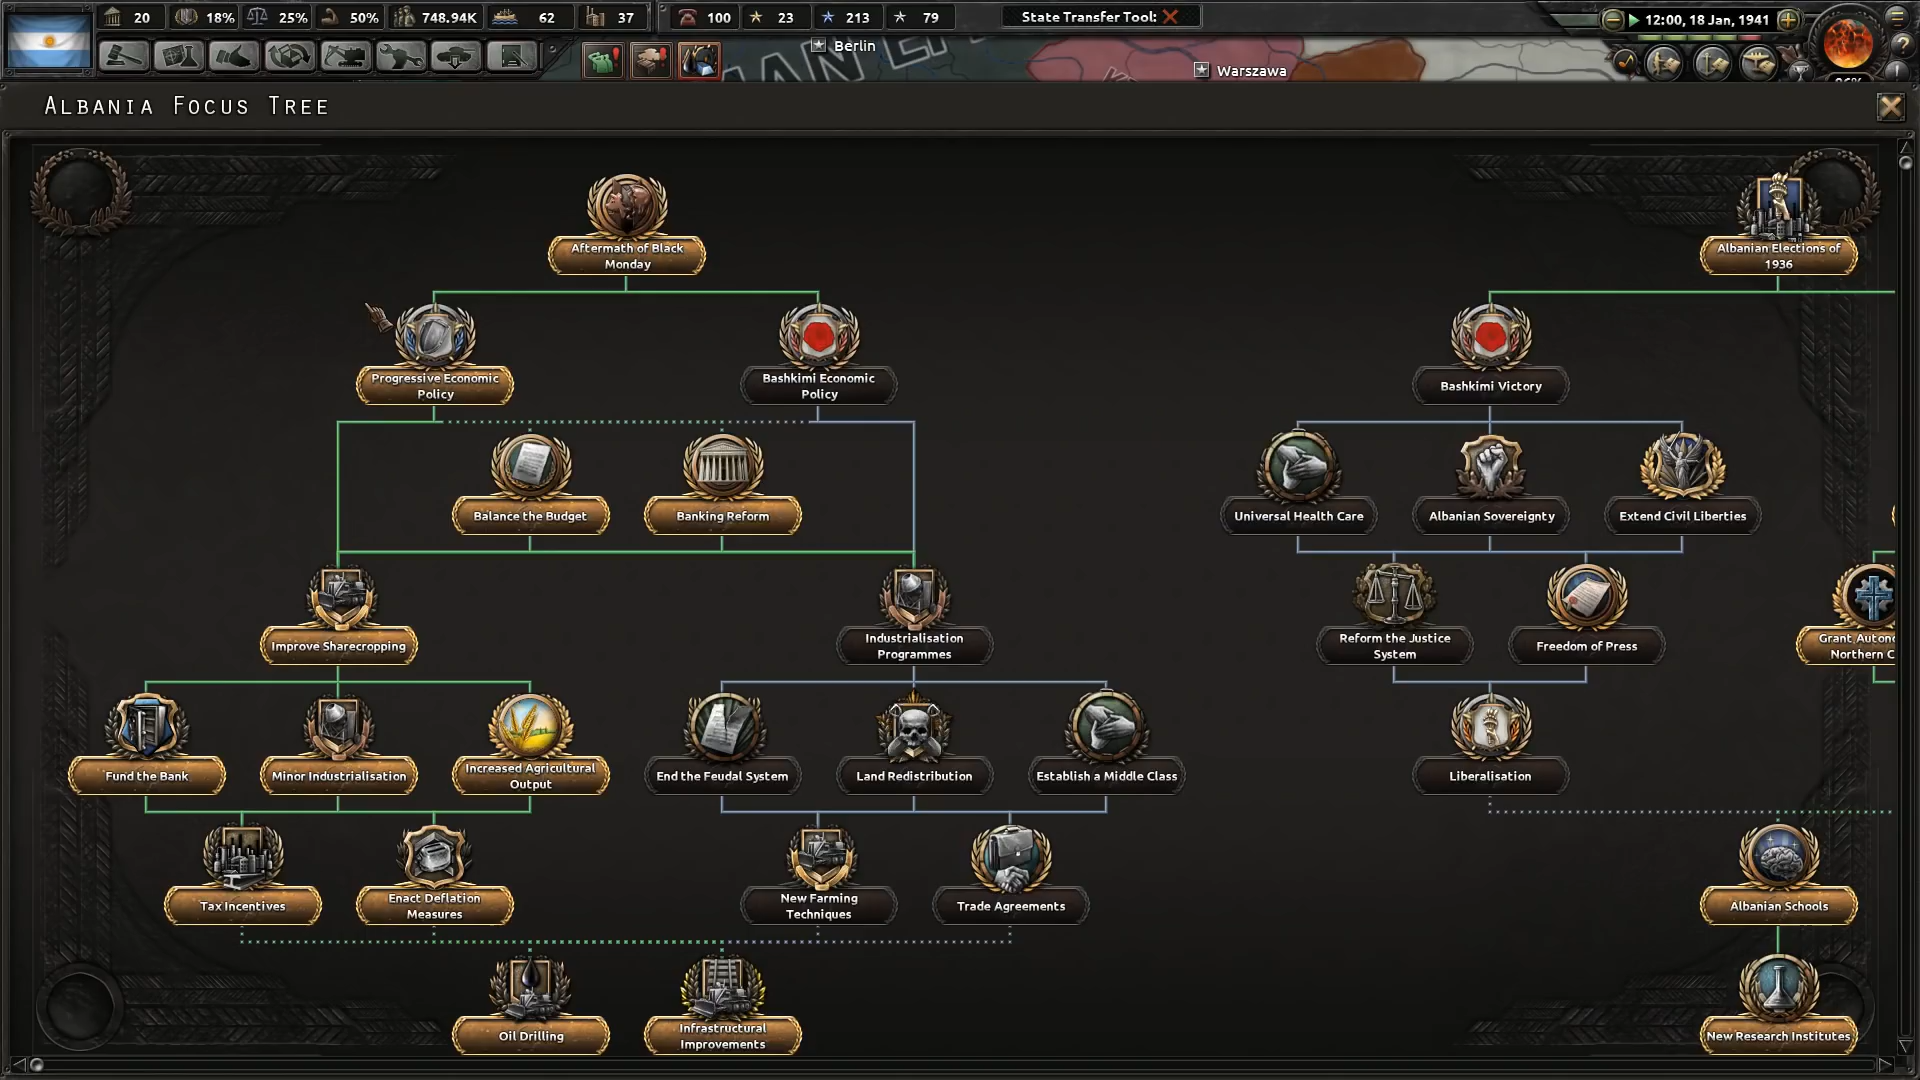 20
18%
25%
50%
748.94K
62
37
100
23
213
79
State Transfer Tool:
12:00, 18 Jan, 1941
Berlin
Warszawa
Albania Focus Tree
Aftermath of Black
Monday
Albanian Elections of
1936
Progressive Economic
Policy
Bashkimi Economic
Policy
Bashkimi Victory
Balance the Budget
Banking Reform
Universal Health Care
Albanian Sovereignty
Extend Civil Liberties
Improve Sharecropping
Industrialisation
Programmes
Reform the Justice
System
Freedom of Press
Grant Auton
Northern C
Fund the Bank
Minor Industrialisation
Increased Agricultural
Output
End the Feudal System
Land Redistribution
Establish a Middle Class
Liberalisation
Tax Incentives
Enact Deflation
Measures
New Farming
Techniques
Trade Agreements
Albanian Schools
Oil Drilling
Infrastructural
Improvements
New Research Institutes